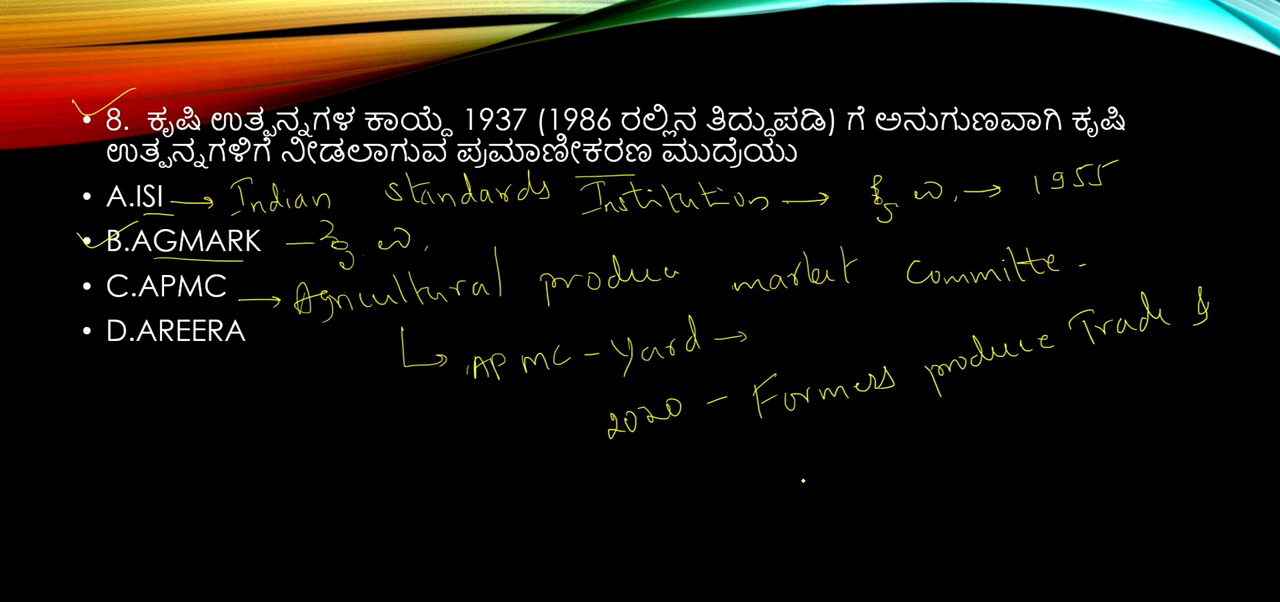 • 8. ಕೃಷಿ ಉತ್ಪನ್ನಗಳ ಕಾಯ್ದೆ 1937 (1986 ರಲ್ಲಿನ ತಿದ್ದುಪಡಿ) ಗೆ ಅನುಗುಣವಾಗಿ ಕೃಷಿ
ಉತ್ಪನ್ನಗಳಿಗೆ ನೀಡಲಾಗುವ ಪ್ರಮಾಣೀಕರಣ ಮುದ್ರೆಯು
• A.ISI → Indian standards Institution → → 1955
• B.AGMARK –
• C.APMC → Agricultural produc market Committe.
• D.AREERA
APMC - Yard →
2020 - Formers produce Trade &